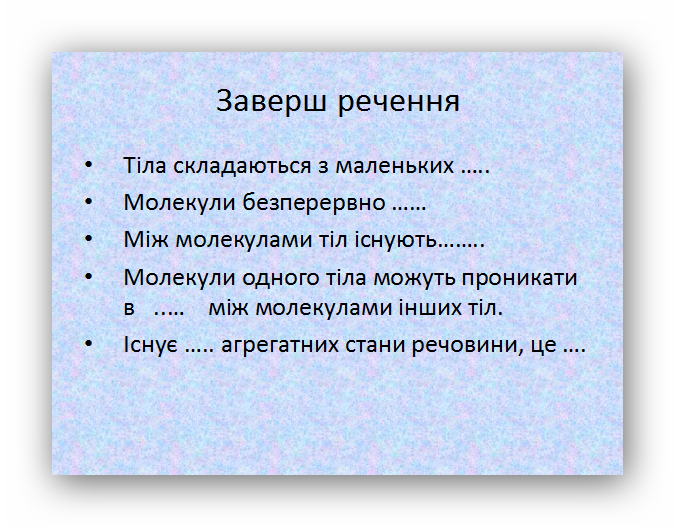 Заверш речення
• Тіла складаються з маленьких …..
• Молекули безперервно ……
• Між молекулами тіл існують……..
• Молекули одного тіла можуть проникати
в ..… між молекулами інших тіл.
• Існує ….. агрегатних стани речовини, це ….